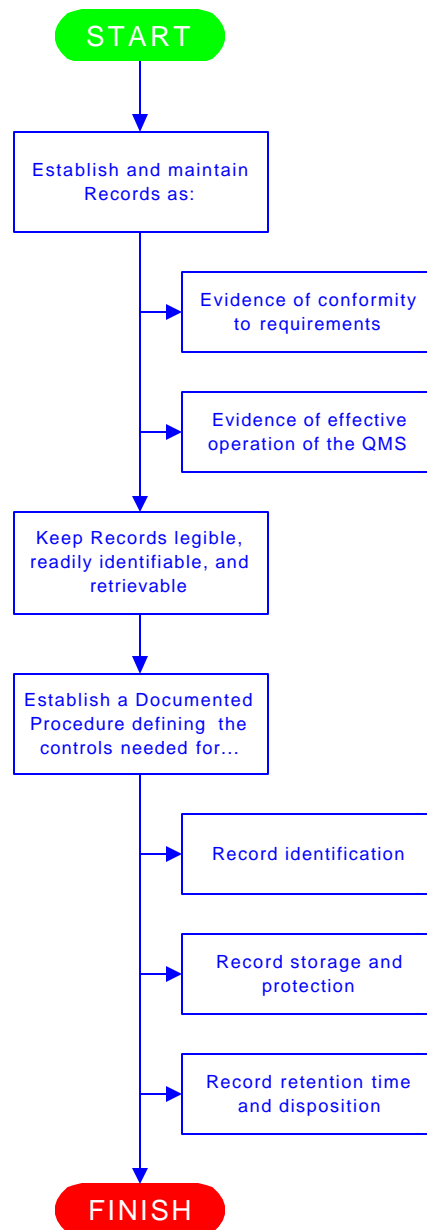 START
Establish and maintain
Records as:
Evidence of conformity
to requirements
Evidence of effective
operation of the QMS
Keep Records legible,
readily identifiable, and
retrievable
Establish a Documented
Procedure defining  the
controls needed for...
Record identification
Record storage and
protection
Record retention time
and disposition
FINISH